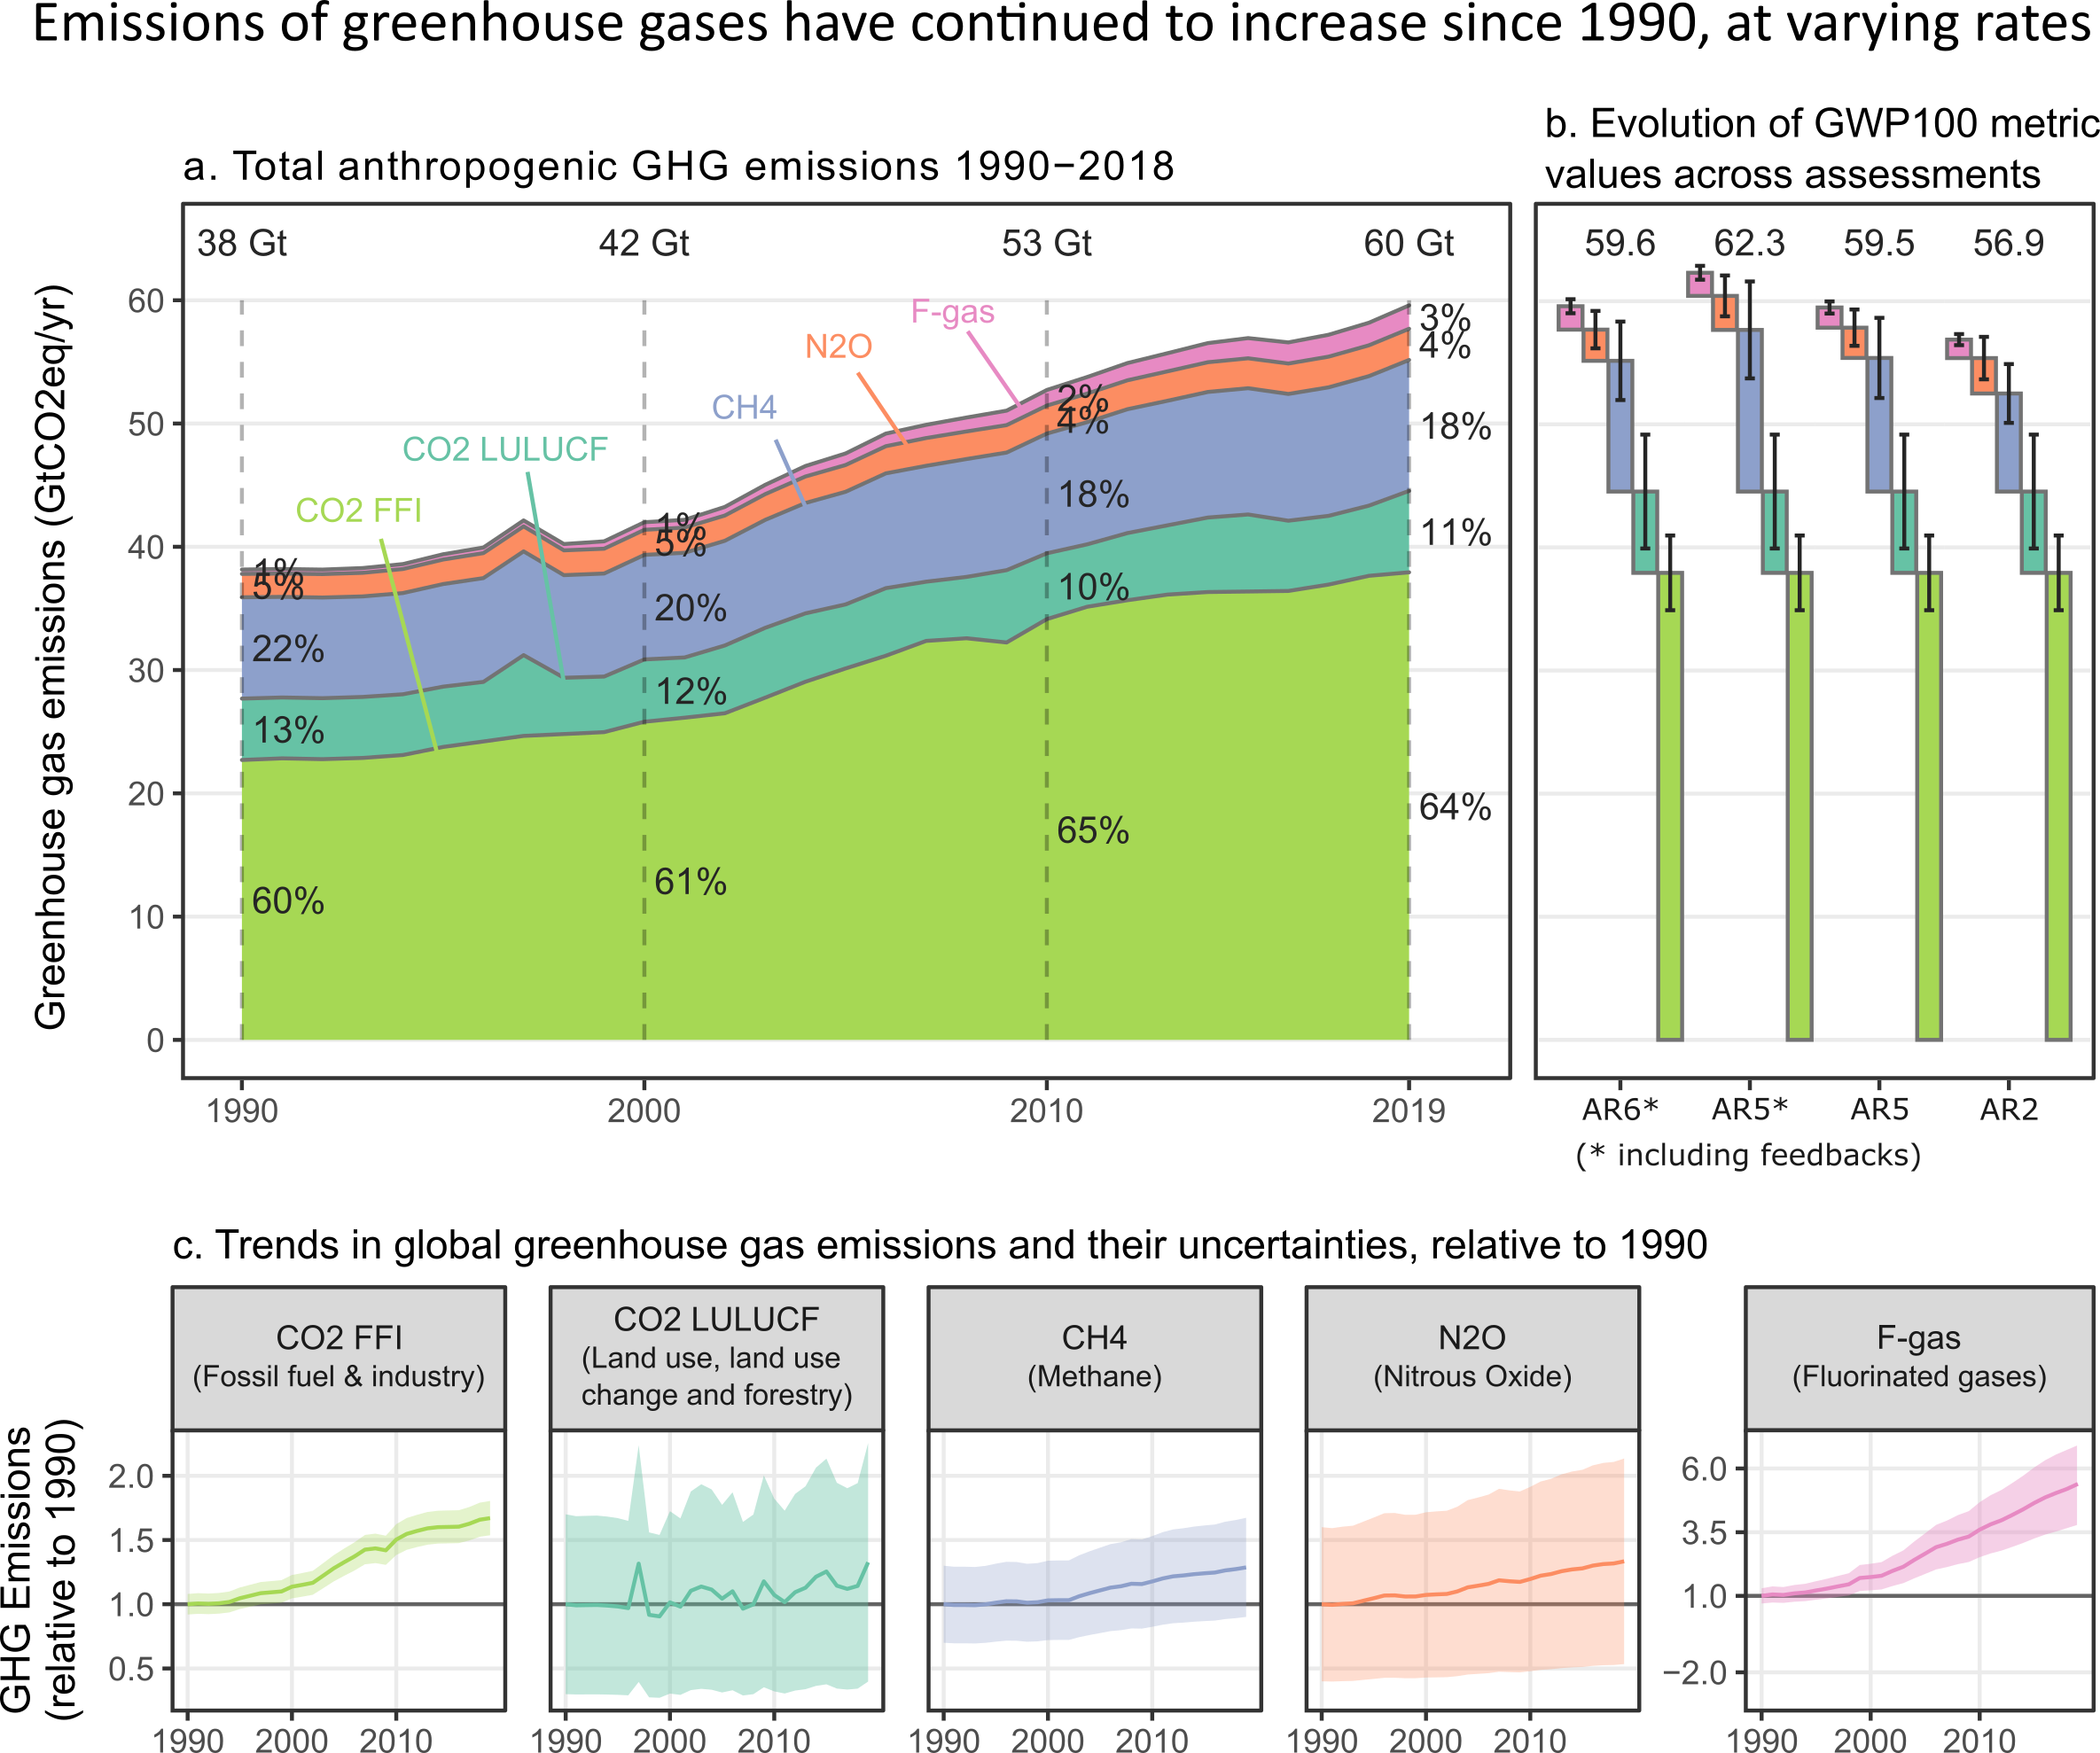 Emissions of greenhouse gases have continued to increase since 1990, at varying rates
a. Total anthropogenic GHG emissions 1990−2018
b. Evolution of GWP100 metric
values across assessments
Greenhouse gas emissions (GtCO2eq/yr)
38 Gt
42 Gt
53 Gt
60 Gt
60
50
40
30
20
10
0
F-gas
N2O
CH4
CO2 LULUCF
CO2 FFI
1%
5%
22%
13%
60%
1%
5%
20%
12%
61%
2%
4%
18%
10%
65%
3%
4%
18%
11%
64%
1990
2000
2010
2019
59.6
62.3
59.5
56.9
AR6*
AR5*
AR5
AR2
(* including feedbacks)
c. Trends in global greenhouse gas emissions and their uncertainties, relative to 1990
GHG Emissions
(relative to 1990)
CO2 FFI
(Fossil fuel & industry)
2.0
1.5
1.0
0.5
1990 2000 2010
CO2 LULUCF
(Land use, land use
change and forestry)
1990 2000 2010
CH4
(Methane)
1990 2000 2010
N2O
(Nitrous Oxide)
1990 2000 2010
F-gas
(Fluorinated gases)
6.0
3.5
1.0
−2.0
1990 2000 2010